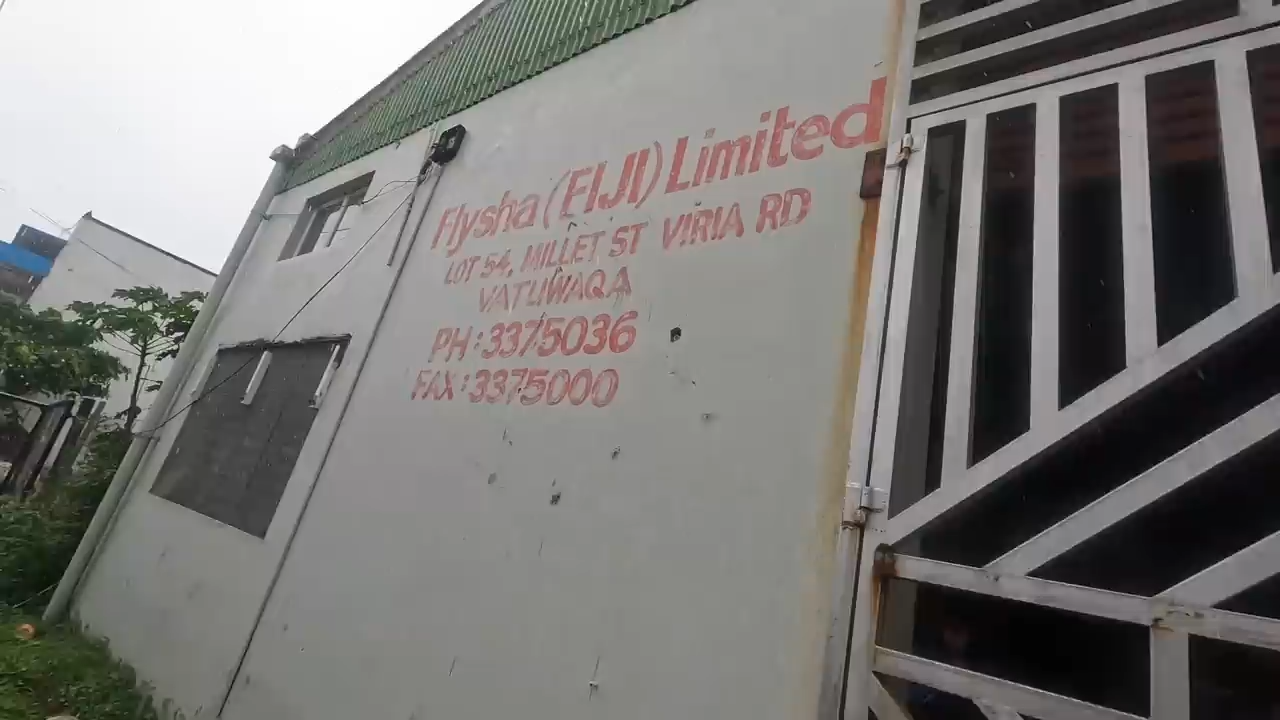 Flysha (FIJI) Limited
LOT 54, MILLET ST VIRIA RD
VATUWAQA
PH : 3375036
FAX : 3375000